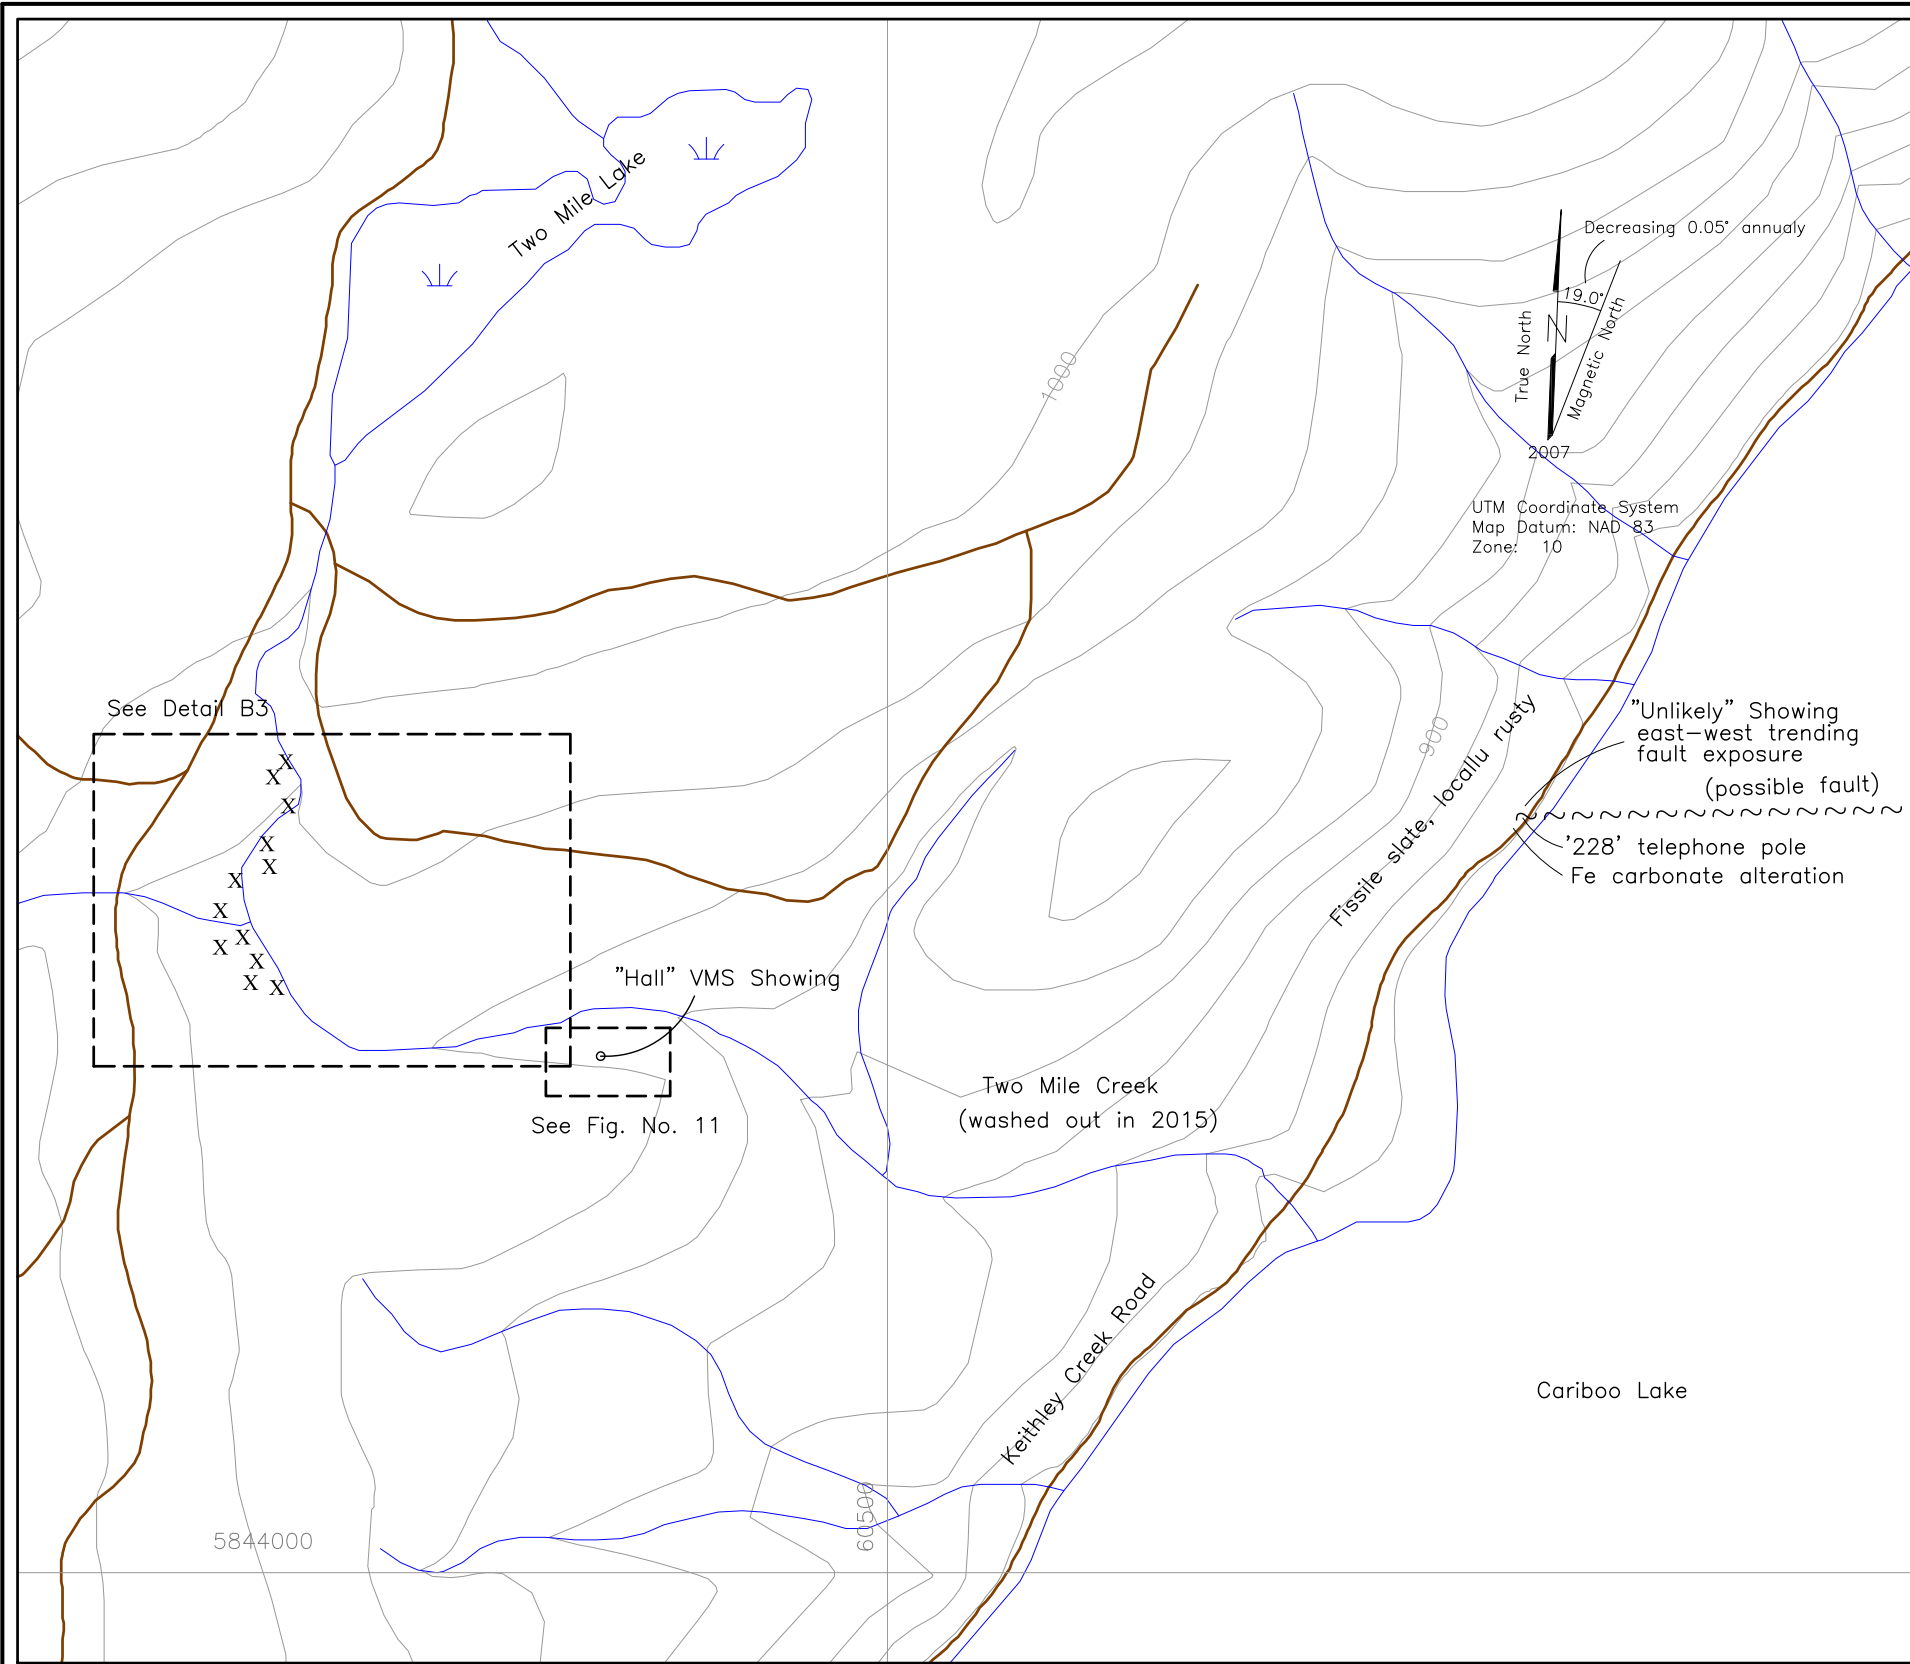 Two Mile Lake
Decreasing 0.05° annualy
19.0°
True North
N
Magnetic North
2007
1000
UTM Coordinate System
Map Datum: NAD 83
Zone: 10
See Detail B3
X
X
X
X
X
X
X
X
X
X
X
X
900
Fissile slate, locallu rusty
"Unlikely" Showing
east-west trending
fault exposure
(possible fault)
'228' telephone pole
Fe carbonate alteration
"Hall" VMS Showing
See Fig. No. 11
Two Mile Creek
(washed out in 2015)
Keithley Creek Road
Cariboo Lake
5844000
60500